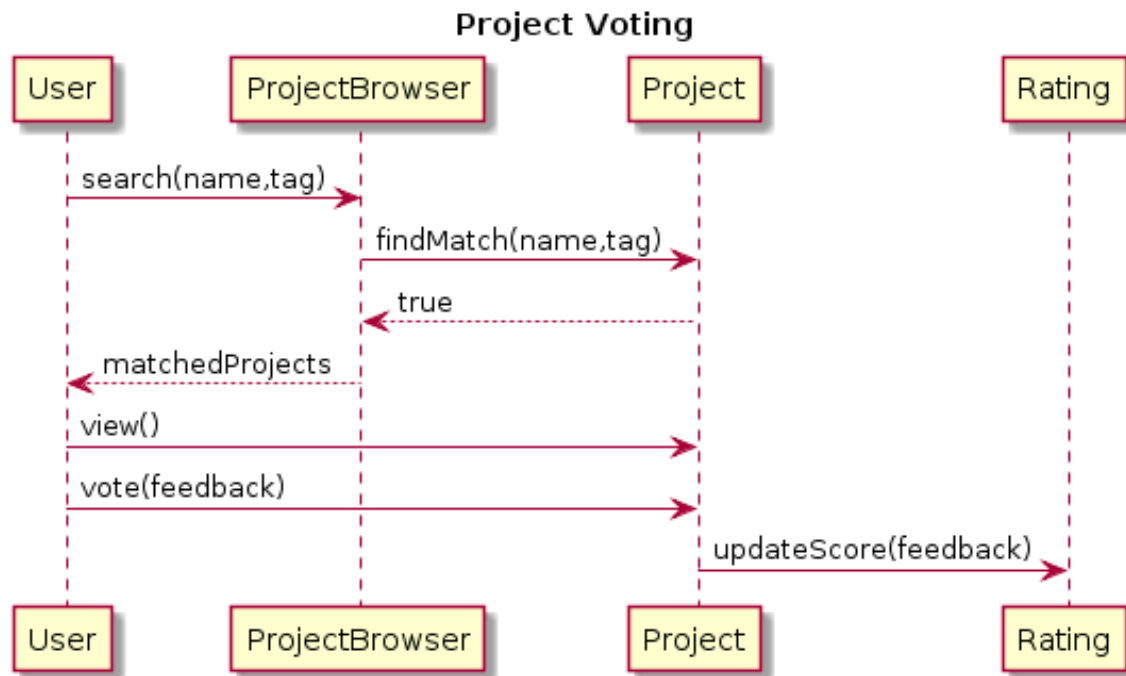 Project Voting
User
ProjectBrowser
Project
Rating
search(name,tag)
findMatch(name,tag)
true
matchedProjects
view()
vote(feedback)
updateScore(feedback)
User
ProjectBrowser
Project
Rating